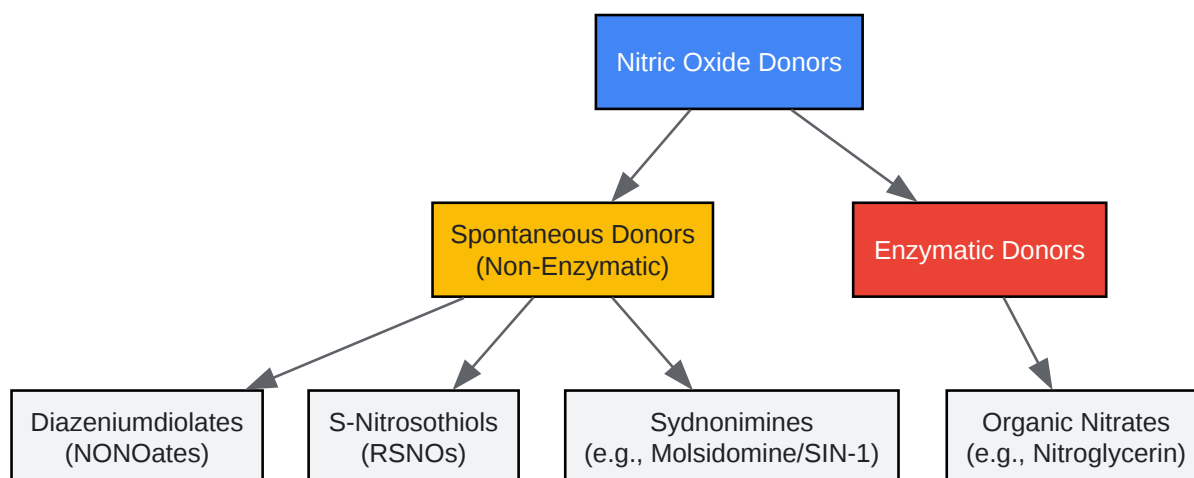 Nitric Oxide Donors
Spontaneous Donors
(Non-Enzymatic)
Enzymatic Donors
Diazeniumdiolates
(NONOates)
S-Nitrosothiols
(RSNOs)
Sydnonimines
(e.g., Molsidomine/SIN-1)
Organic Nitrates
(e.g., Nitroglycerin)